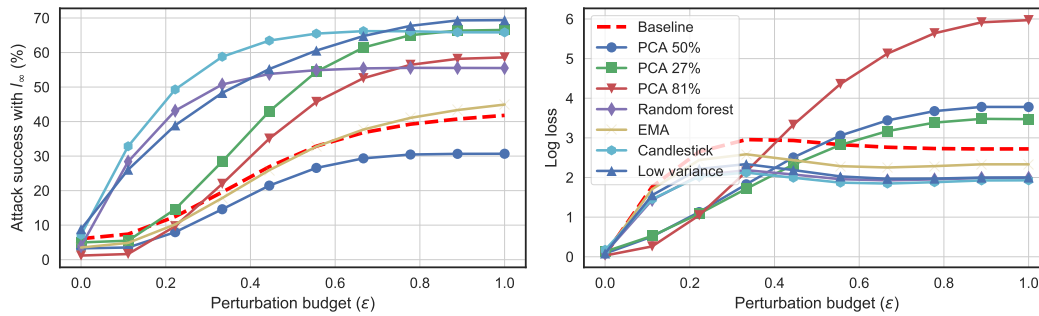 Attack success with l∞ (%)
70
60
50
40
30
20
10
0
0.0 0.2 0.4 0.6 0.8 1.0
Perturbation budget (ε)
Log loss
6
5
4
3
2
1
0
Baseline
PCA 50%
PCA 27%
PCA 81%
Random forest
EMA
Candlestick
Low variance
0.0 0.2 0.4 0.6 0.8 1.0
Perturbation budget (ε)